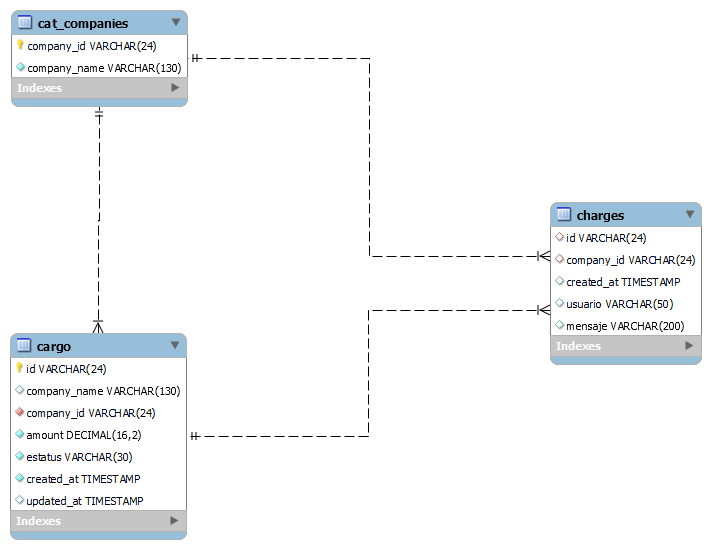 cat_companies
company_id VARCHAR(24)
company_name VARCHAR(130)
Indexes
charges
id VARCHAR(24)
company_id VARCHAR(24)
created_at TIMESTAMP
usuario VARCHAR(50)
mensaje VARCHAR(200)
Indexes
cargo
id VARCHAR(24)
company_name VARCHAR(130)
company_id VARCHAR(24)
amount DECIMAL(16,2)
estatus VARCHAR(30)
created_at TIMESTAMP
updated_at TIMESTAMP
Indexes